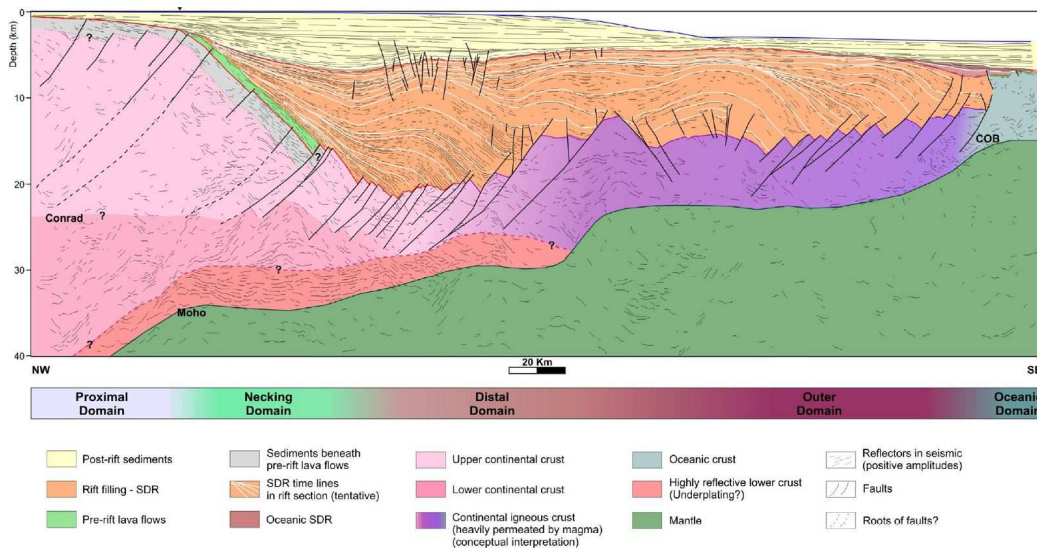 0
Depth (km)
?
10
?
COB
20
Conrad
?
?
?
30
Moho
?
40
NW
20 Km
SE
Proximal
Domain
Necking
Domain
Distal
Domain
Outer
Domain
Oceanic
Domain
Post-rift sediments
Rift filling - SDR
Pre-rift lava flows
Sediments beneath
pre-rift lava flows
SDR time lines
in rift section (tentative)
Oceanic SDR
Upper continental crust
Lower continental crust
Continental igneous crust
(heavily permeated by magma)
(conceptual interpretation)
Oceanic crust
Highly reflective lower crust
(Underplating?)
Mantle
Reflectors in seismic
(positive amplitudes)
Faults
Roots of faults?